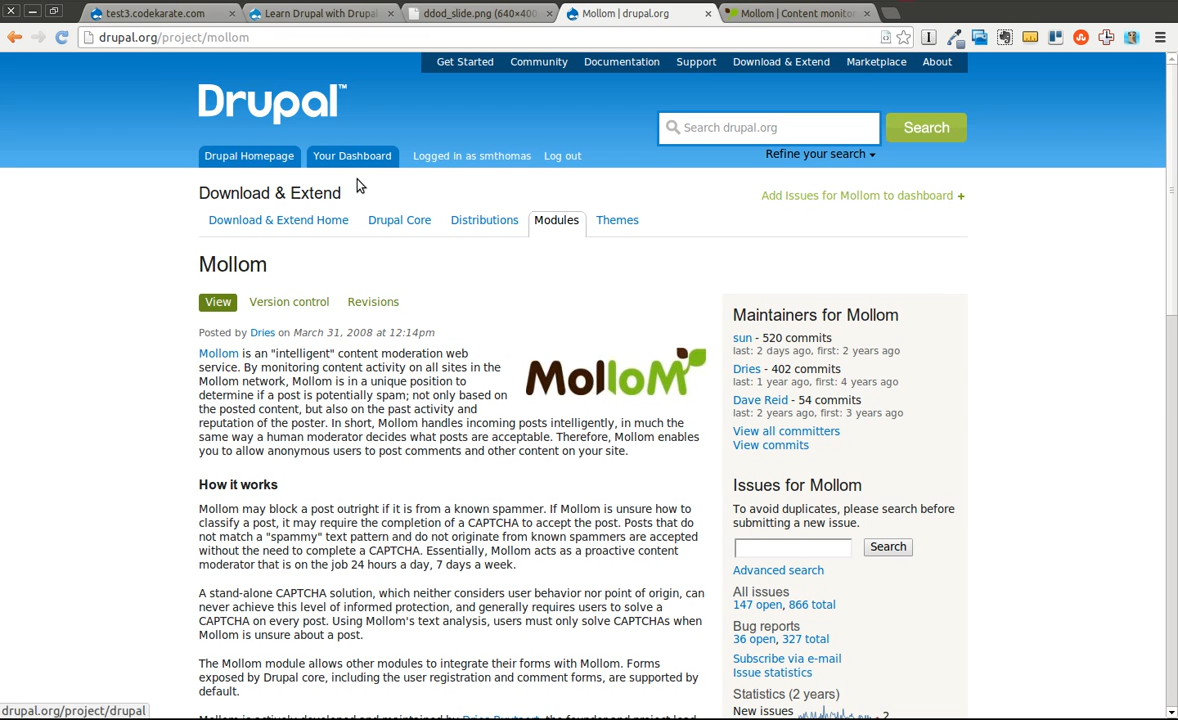 test3.codekarate.com
Learn Drupal with Drupal
ddod_slide.png (640×400
Mollom | drupal.org
Mollom | Content monitor
drupal.org/project/mollom
Get Started Community Documentation Support Download & Extend Marketplace About
Drupal™
Search drupal.org
Search
Refine your search
Drupal Homepage Your Dashboard Logged in as smthomas Log out
Download & Extend
Add Issues for Mollom to dashboard +
Download & Extend Home Drupal Core Distributions Modules Themes
Mollom
View Version control Revisions
Posted by Dries on March 31, 2008 at 12:14pm
Mollom is an "intelligent" content moderation web
service. By monitoring content activity on all sites in the
Mollom network, Mollom is in a unique position to
determine if a post is potentially spam; not only based on
the posted content, but also on the past activity and
reputation of the poster. In short, Mollom handles incoming posts intelligently, in much the
same way a human moderator decides what posts are acceptable. Therefore, Mollom enables
you to allow anonymous users to post comments and other content on your site.
MolloM
How it works
Mollom may block a post outright if it is from a known spammer. If Mollom is unsure how to
classify a post, it may require the completion of a CAPTCHA to accept the post. Posts that do
not match a "spammy" text pattern and do not originate from known spammers are accepted
without the need to complete a CAPTCHA. Essentially, Mollom acts as a proactive content
moderator that is on the job 24 hours a day, 7 days a week.
A stand-alone CAPTCHA solution, which neither considers user behavior nor point of origin, can
never achieve this level of informed protection, and generally requires users to solve a
CAPTCHA on every post. Using Mollom's text analysis, users must only solve CAPTCHAs when
Mollom is unsure about a post.
The Mollom module allows other modules to integrate their forms with Mollom. Forms
exposed by Drupal core, including the user registration and comment forms, are supported by
default.
Mollom is actively developed and maintained by Dries Buytaert, the founder and project lead
Maintainers for Mollom
sun - 520 commits
last: 2 days ago, first: 2 years ago
Dries - 402 commits
last: 1 year ago, first: 4 years ago
Dave Reid - 54 commits
last: 2 years ago, first: 3 years ago
View all committers
View commits
Issues for Mollom
To avoid duplicates, please search before
submitting a new issue.
Search
Advanced search
All issues
147 open, 866 total
Bug reports
36 open, 327 total
Subscribe via e-mail
Issue statistics
Statistics (2 years)
New issues 2
drupal.org/project/drupal